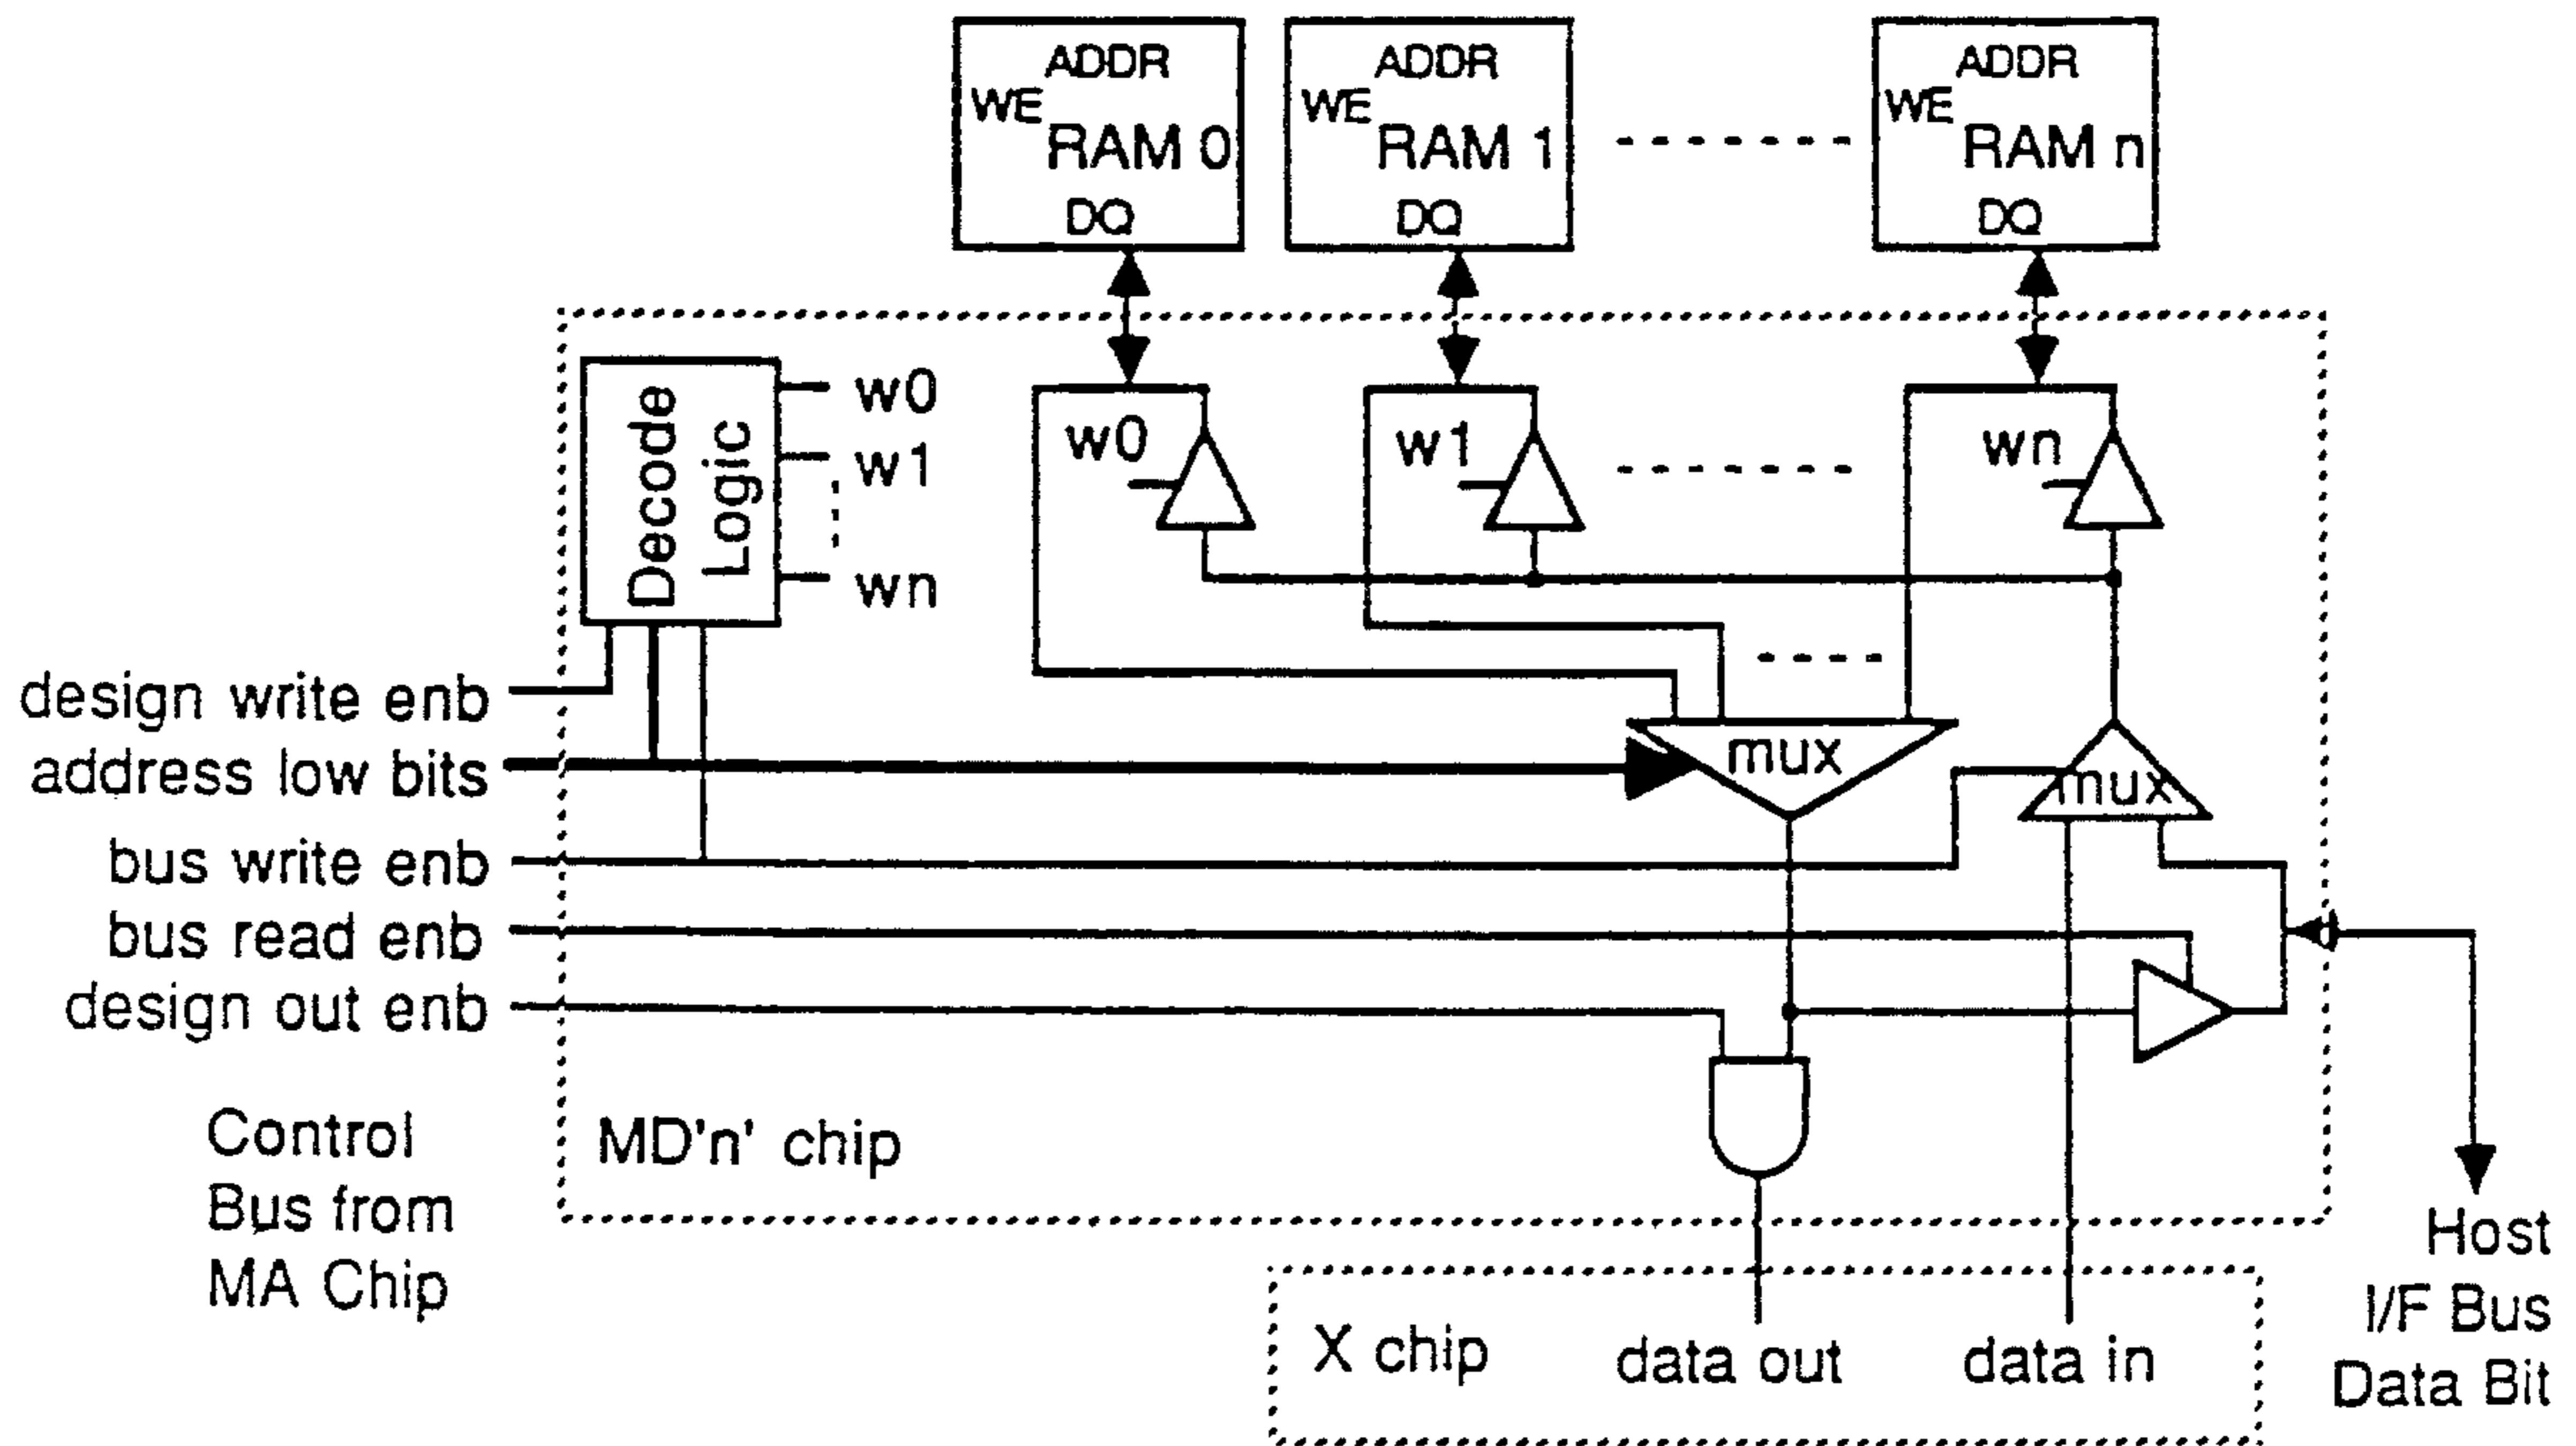 ADDR
WE
RAM 0
DQ
ADDR
WE
RAM 1
DQ
ADDR
WE
RAM n
DQ
Decode
Logic
w0
w1
wn
w0
w1
wn
design write enb
address low bits
bus write enb
bus read enb
design out enb
mux
mux
Control
Bus from
MA Chip
MD'n' chip
X chip
data out
data in
Host
I/F Bus
Data Bit